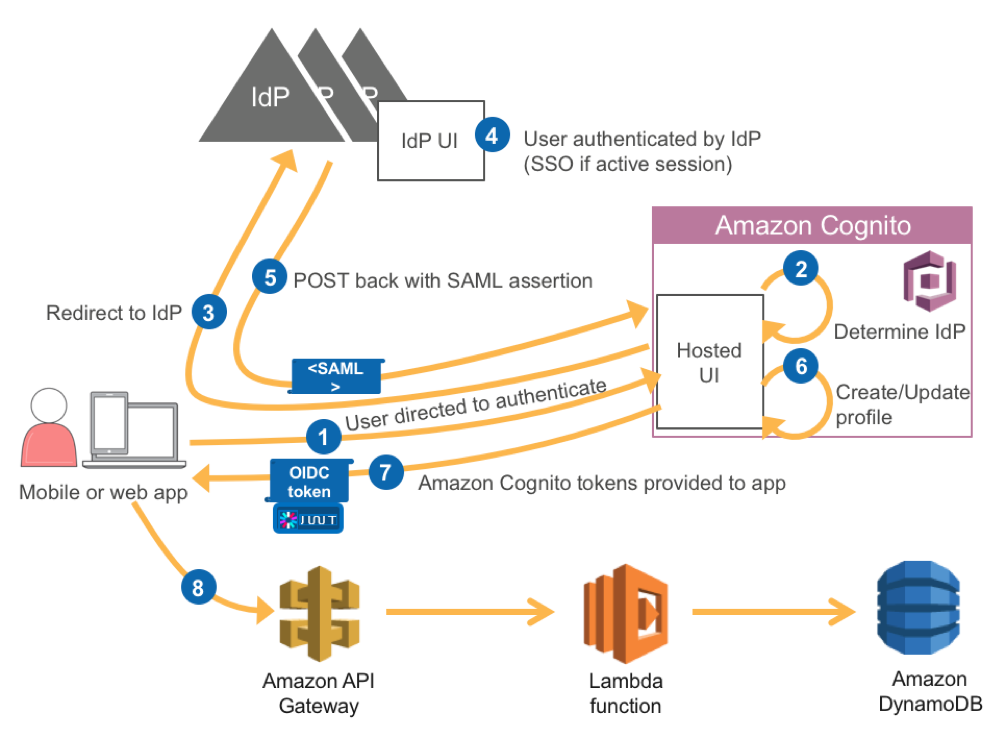 IdP
P
P
IdP UI
4
User authenticated by IdP
(SSO if active session)
Amazon Cognito
5
POST back with SAML assertion
2
Redirect to IdP
3
Determine IdP
Hosted
UI
<SAML
>
6
Create/Update
profile
User directed to authenticate
1
OIDC
token
7
Amazon Cognito tokens provided to app
Mobile or web app
JWT
8
Amazon API
Gateway
Lambda
function
Amazon
DynamoDB